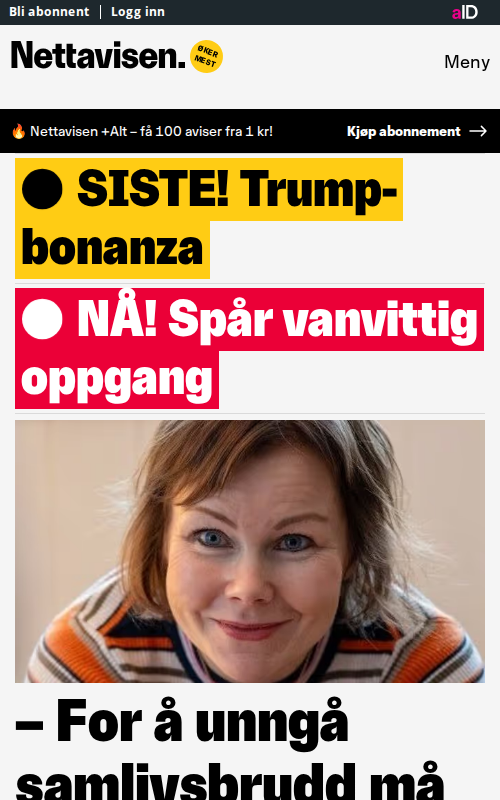 Bli abonnent | Logg inn
aID
Nettavisen.
ØKER
MEST
Meny
🔥 Nettavisen +Alt – få 100 aviser fra 1 kr!
Kjøp abonnement →
● SISTE! Trump-
bonanza
● NÅ! Spår vanvittig
oppgang
– For å unngå
samlivsbrudd må